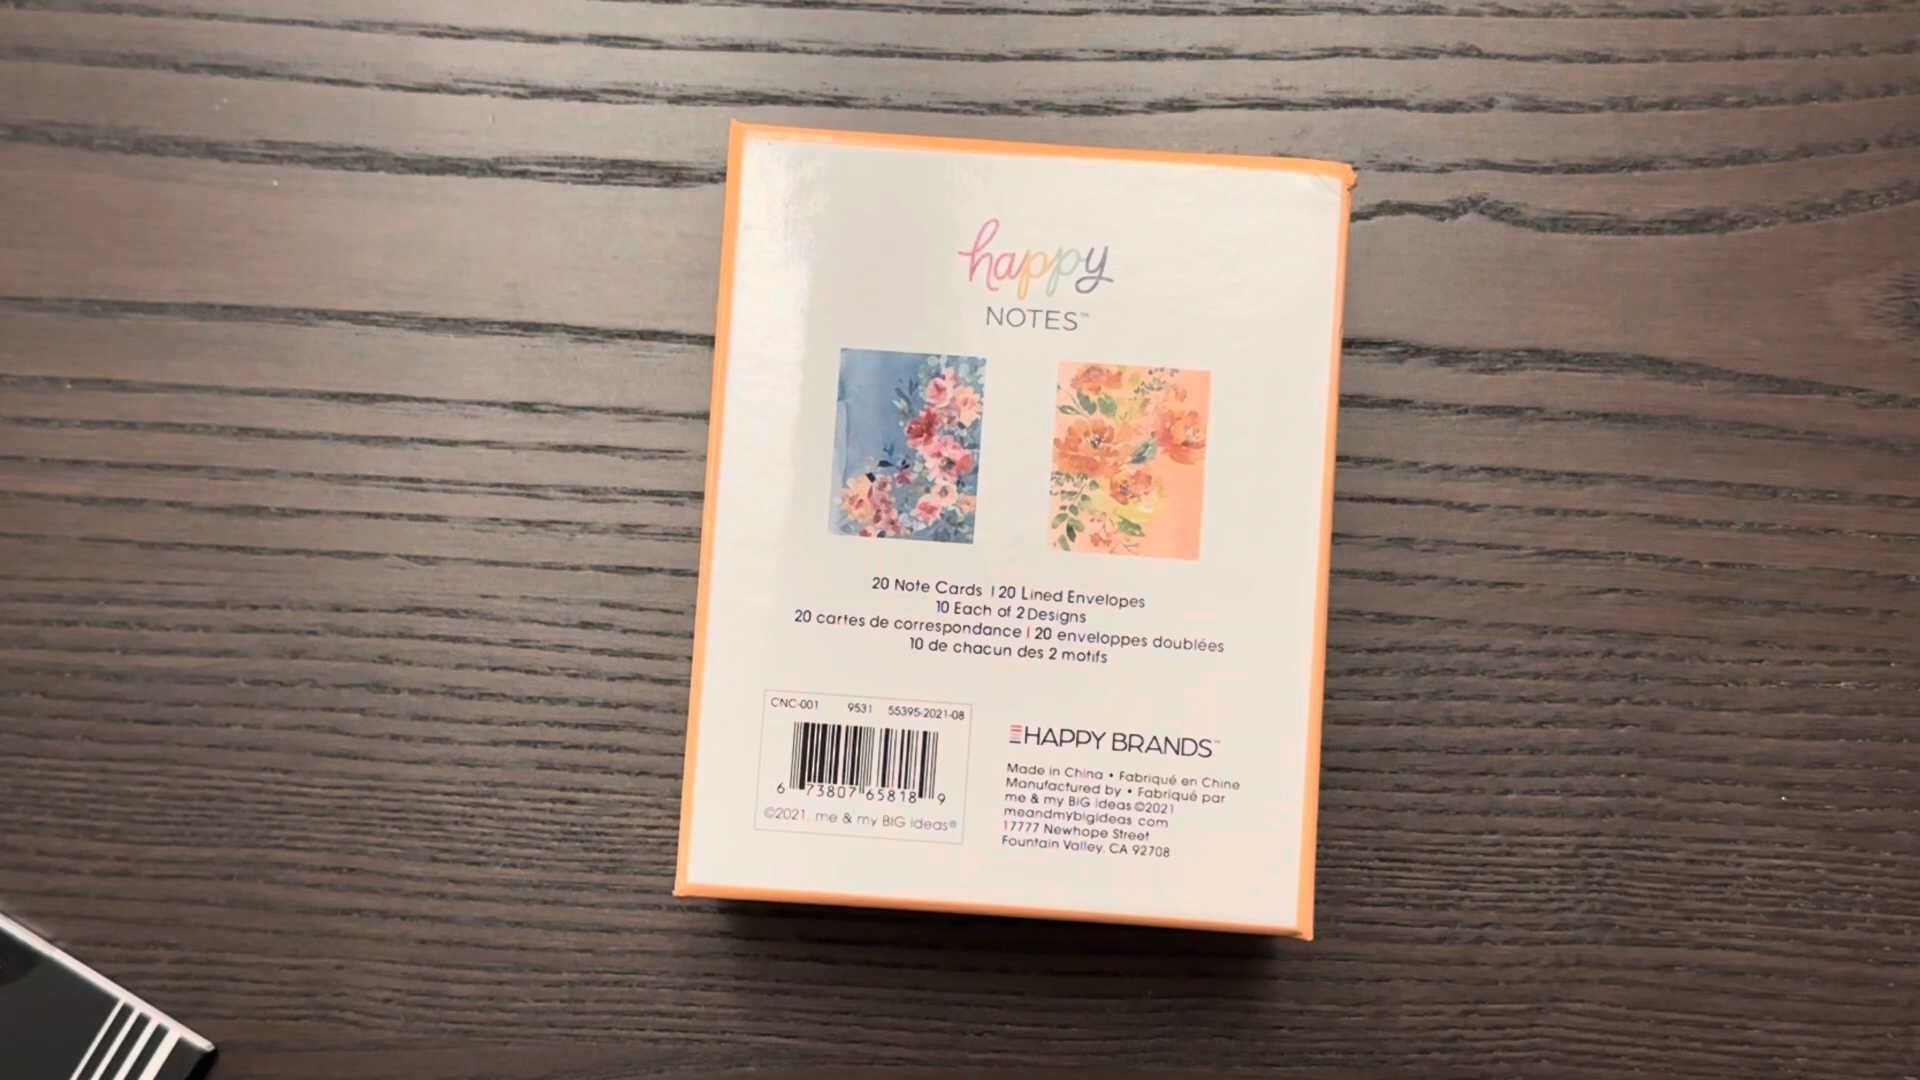 happy
NOTES™
20 Note Cards | 20 Lined Envelopes
10 Each of 2 Designs
20 cartes de correspondance | 20 enveloppes doublées
10 de chacun des 2 motifs
CNC-001 9531 55395-2021-08
6 73807 65818 9
©2021, me & my BIG ideas®
HAPPY BRANDS™
Made in China • Fabriqué en Chine
Manufactured by • Fabriqué par
me & my BIG ideas ©2021
meandmybigideas.com
17777 Newhope Street
Fountain Valley, CA 92708